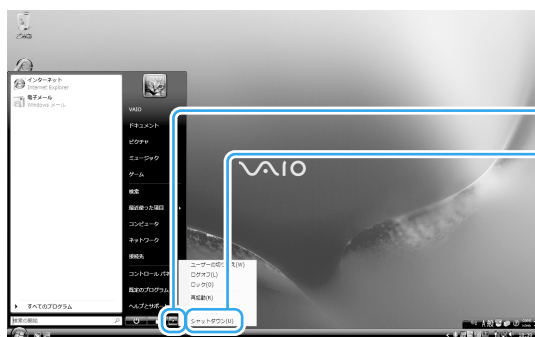 インターネット
Internet Explorer
電子メール
Windows メール
すべてのプログラム
検索の開始
VAIO
ドキュメント
ピクチャ
ミュージック
ゲーム
検索
最近使った項目
コンピュータ
ネットワーク
接続先
コントロール パネ
既定のプログラム
ヘルプとサポート
ユーザーの切り替え(W)
ログオフ(L)
ロック(O)
再起動(R)
シャットダウン(U)
VAIO
A 般